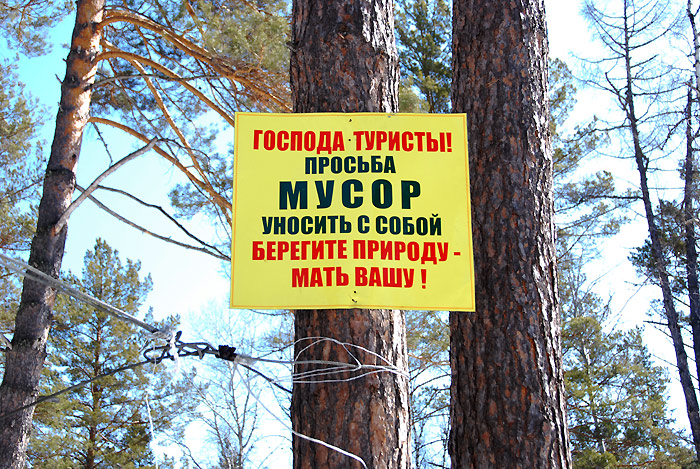 ГОСПОДА·ТУРИСТЫ!
ПРОСЬБА
МУСОР
УНОСИТЬ С СОБОЙ
БЕРЕГИТЕ ПРИРОДУ -
МАТЬ ВАШУ !